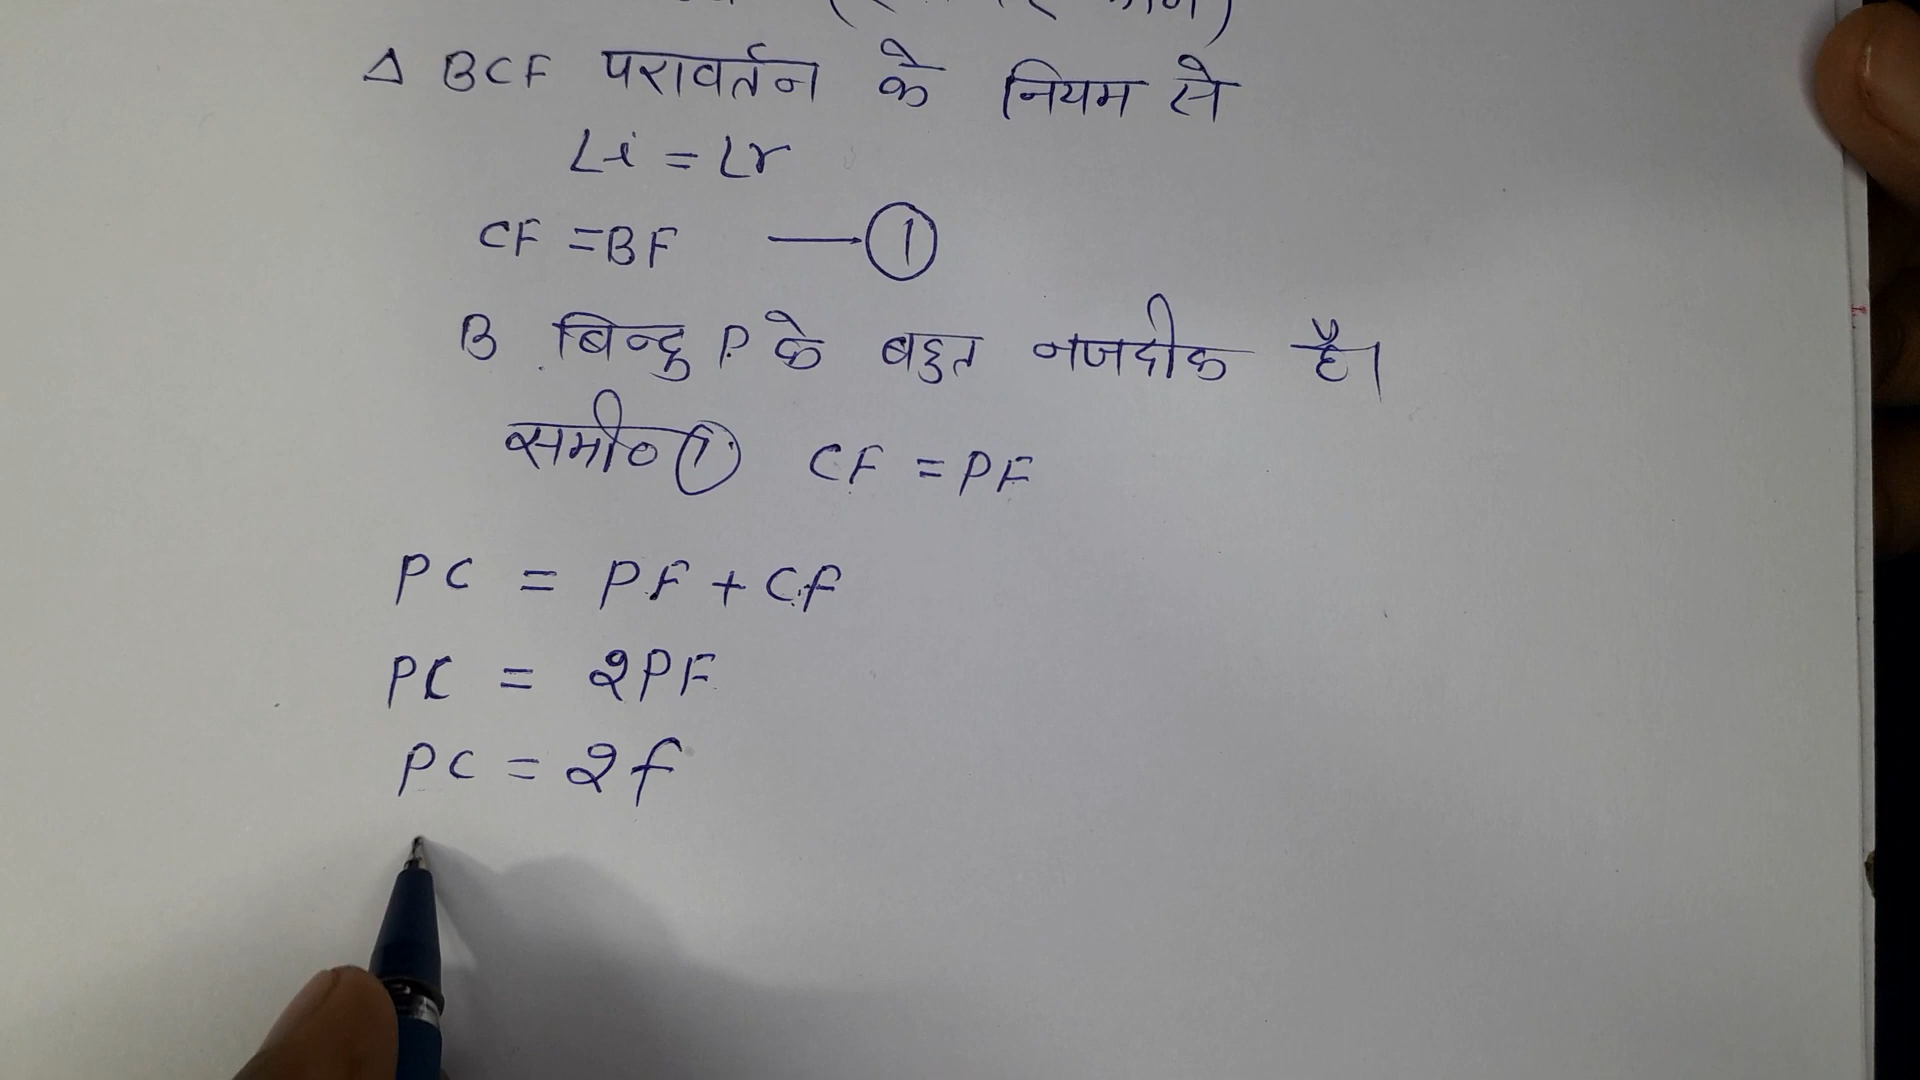 Δ BCF परावर्तन के नियम से
∠i = ∠r
CF = BF ⟶ ①
B बिन्दु P के बहुत नजदीक है।
समी० ① CF = PF
PC = PF + CF
PC = 2PF
PC = 2f